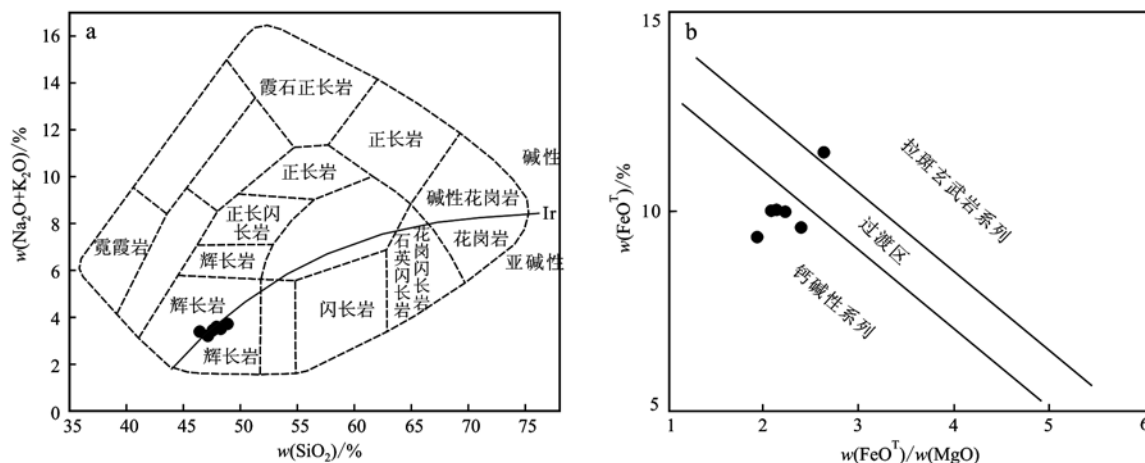 a
w(Na₂O+K₂O)/%
16
14
12
10
8
6
4
2
0
霞石正长岩
正长岩
碱性
正长岩
碱性花岗岩
Ir
正长闪
长岩
花岗岩
霓霞岩
辉长岩
石英闪长岩
花岗闪长岩
亚碱性
辉长岩
闪长岩
辉长岩
35 40 45 50 55 60 65 70 75
w(SiO₂)/%
b
w(FeOᵀ)/%
15
10
5
拉斑玄武岩系列
过渡区
钙碱性系列
1 2 3 4 5 6
w(FeOᵀ)/w(MgO)